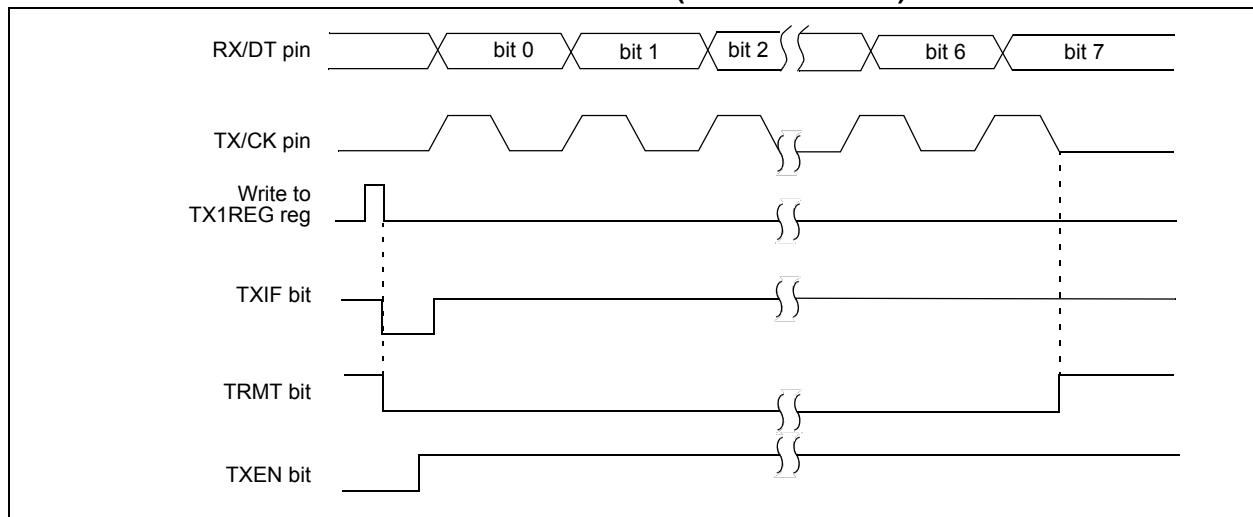 RX/DT pin
bit 0
bit 1
bit 2
bit 6
bit 7
TX/CK pin
Write to
TX1REG reg
TXIF bit
TRMT bit
TXEN bit